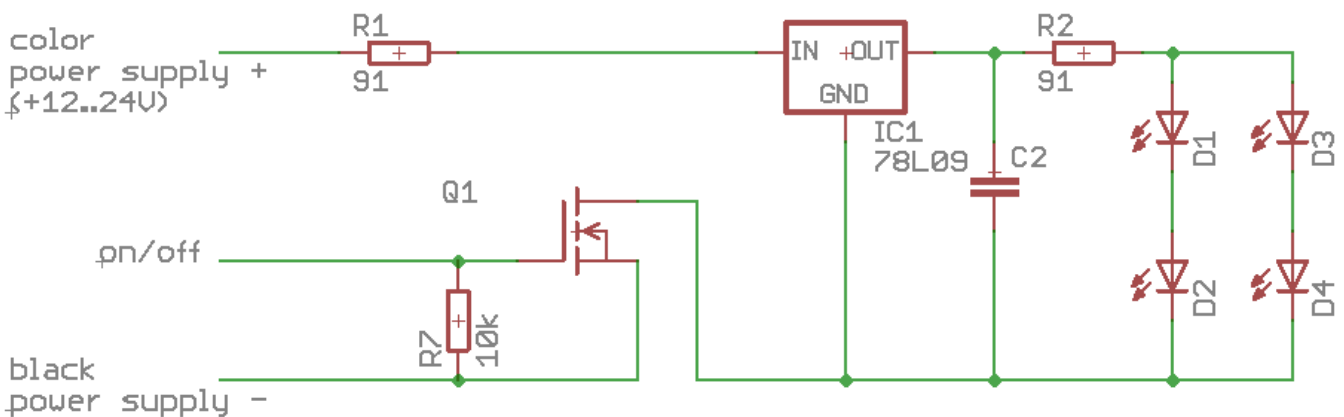 color
power supply +
(+12..24V)
R1
91
IN
OUT
GND
IC1
78L09
R2
91
C2
D1
D3
D2
D4
Q1
on/off
R7
10k
black
power supply -